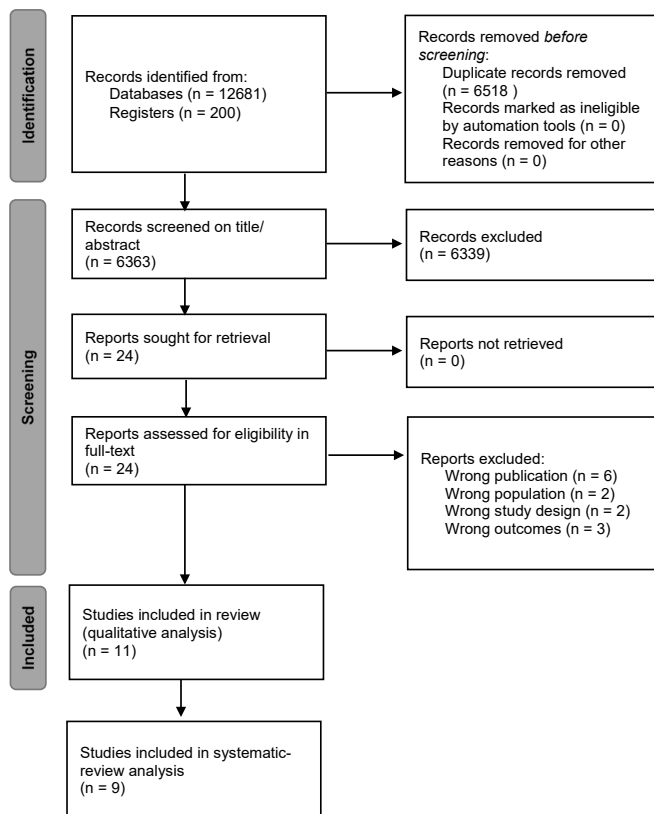 Identification
Records identified from:
Databases (n = 12681)
Registers (n = 200)
Records removed before
screening:
Duplicate records removed
(n = 6518 )
Records marked as ineligible
by automation tools (n = 0)
Records removed for other
reasons (n = 0)
Screening
Records screened on title/
abstract
(n = 6363)
Records excluded
(n = 6339)
Reports sought for retrieval
(n = 24)
Reports not retrieved
(n = 0)
Reports assessed for eligibility in
full-text
(n = 24)
Reports excluded:
Wrong publication (n = 6)
Wrong population (n = 2)
Wrong study design (n = 2)
Wrong outcomes (n = 3)
Included
Studies included in review
(qualitative analysis)
(n = 11)
Studies included in systematic-
review analysis
(n = 9)